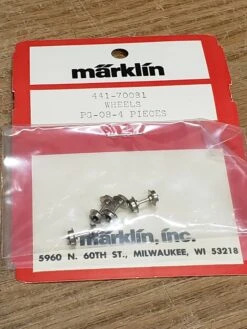 märklin
441-70081
WHEELS
PG-08-4 PIECES
märklin, inc.
5960 N. 60TH ST., MILWAUKEE, WI 53218